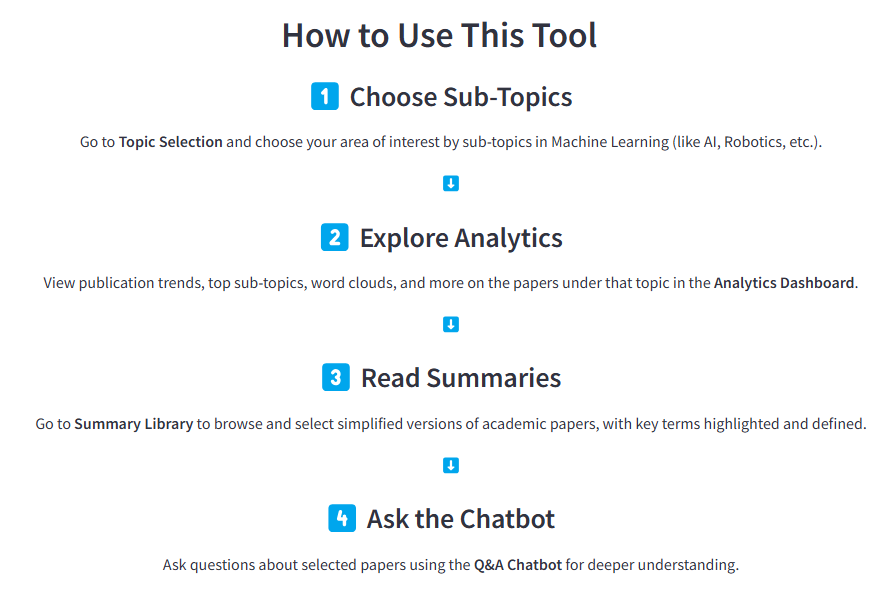 How to Use This Tool
1 Choose Sub-Topics
Go to Topic Selection and choose your area of interest by sub-topics in Machine Learning (like AI, Robotics, etc.).
2 Explore Analytics
View publication trends, top sub-topics, word clouds, and more on the papers under that topic in the Analytics Dashboard.
3 Read Summaries
Go to Summary Library to browse and select simplified versions of academic papers, with key terms highlighted and defined.
4 Ask the Chatbot
Ask questions about selected papers using the Q&A Chatbot for deeper understanding.